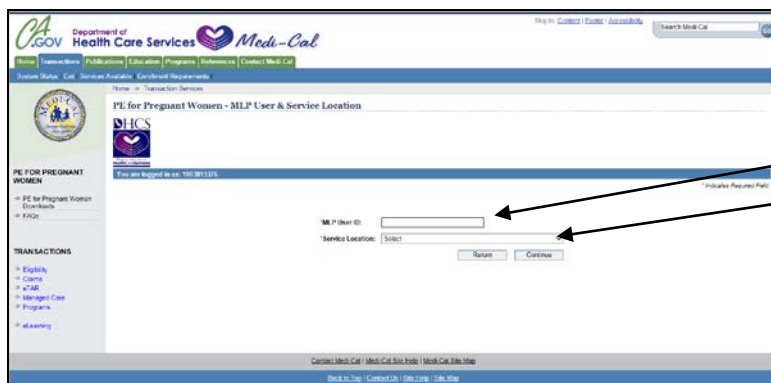 Skip to: Content | Footer | Accessibility
Search Medi-Cal
CA.GOV
Department of
Health Care Services
Medi-Cal
Home Transactions Publications Education Programs References Contact Medi-Cal
System Status Exit Services Available Enrollment Requirements
Home → Transaction Services
PE for Pregnant Women - MLP User & Service Location
DHCS
You are logged in as:
* Indicates Required Field
PE FOR PREGNANT
WOMEN
PE for Pregnant Women
Downloads
FAQs
*MLP User ID:
*Service Location: Select
Return Continue
TRANSACTIONS
Eligibility
Claims
eTAR
Managed Care
Programs
eLearning
Contact Medi-Cal | Medi-Cal Site Help | Medi-Cal Site Map
Back to Top | Contact Us | Site Help | Site Map